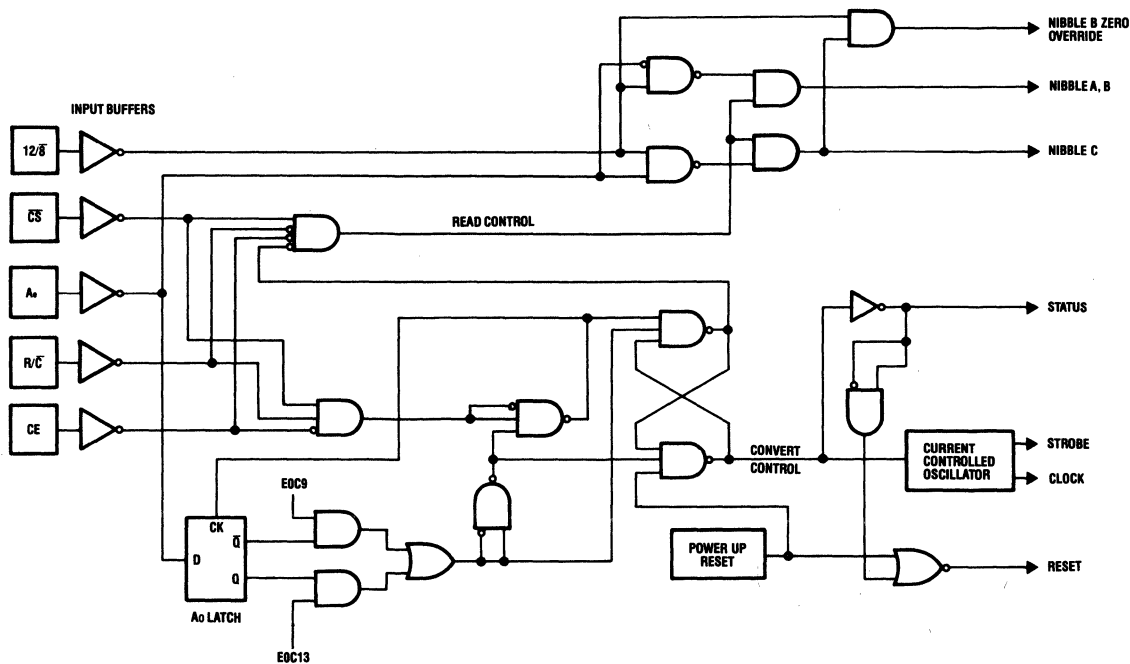 NIBBLE B ZERO
OVERRIDE
NIBBLE A, B
INPUT BUFFERS
12/8̅
NIBBLE C
C̅S̅
READ CONTROL
A₀
STATUS
R/C̅
CE
CONVERT
CONTROL
CURRENT
CONTROLLED
OSCILLATOR
STROBE
CLOCK
EOC9
CK
Q̅
D
Q
POWER UP
RESET
RESET
A₀ LATCH
EOC13